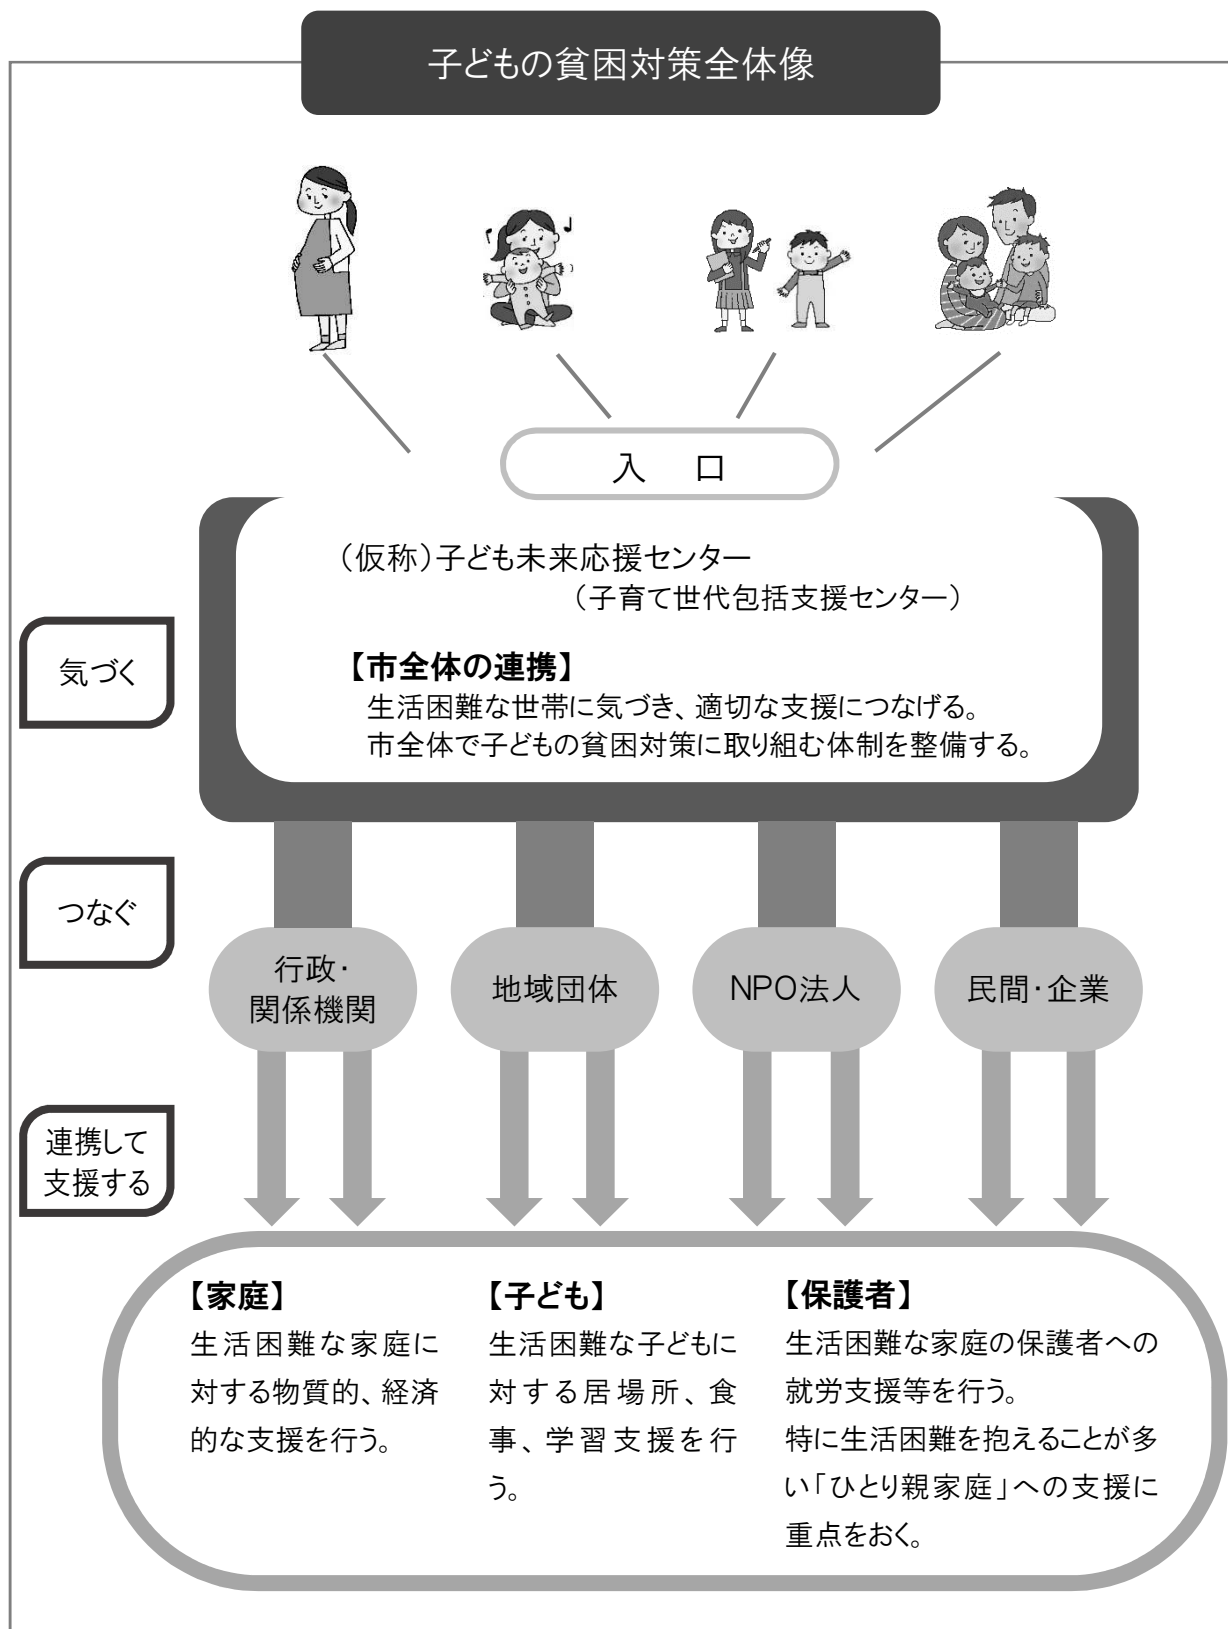 子どもの貧困対策全体像
入 口
（仮称）子ども未来応援センター
（子育て世代包括支援センター）
【市全体の連携】
生活困難な世帯に気づき、適切な支援につなげる。
市全体で子どもの貧困対策に取り組む体制を整備する。
気づく
つなぐ
行政・
関係機関
地域団体
NPO法人
民間・企業
連携して
支援する
【家庭】
生活困難な家庭に
対する物質的、経済
的な支援を行う。
【子ども】
生活困難な子どもに
対する居場所、食
事、学習支援を行
う。
【保護者】
生活困難な家庭の保護者への
就労支援等を行う。
特に生活困難を抱えることが多
い「ひとり親家庭」への支援に
重点をおく。